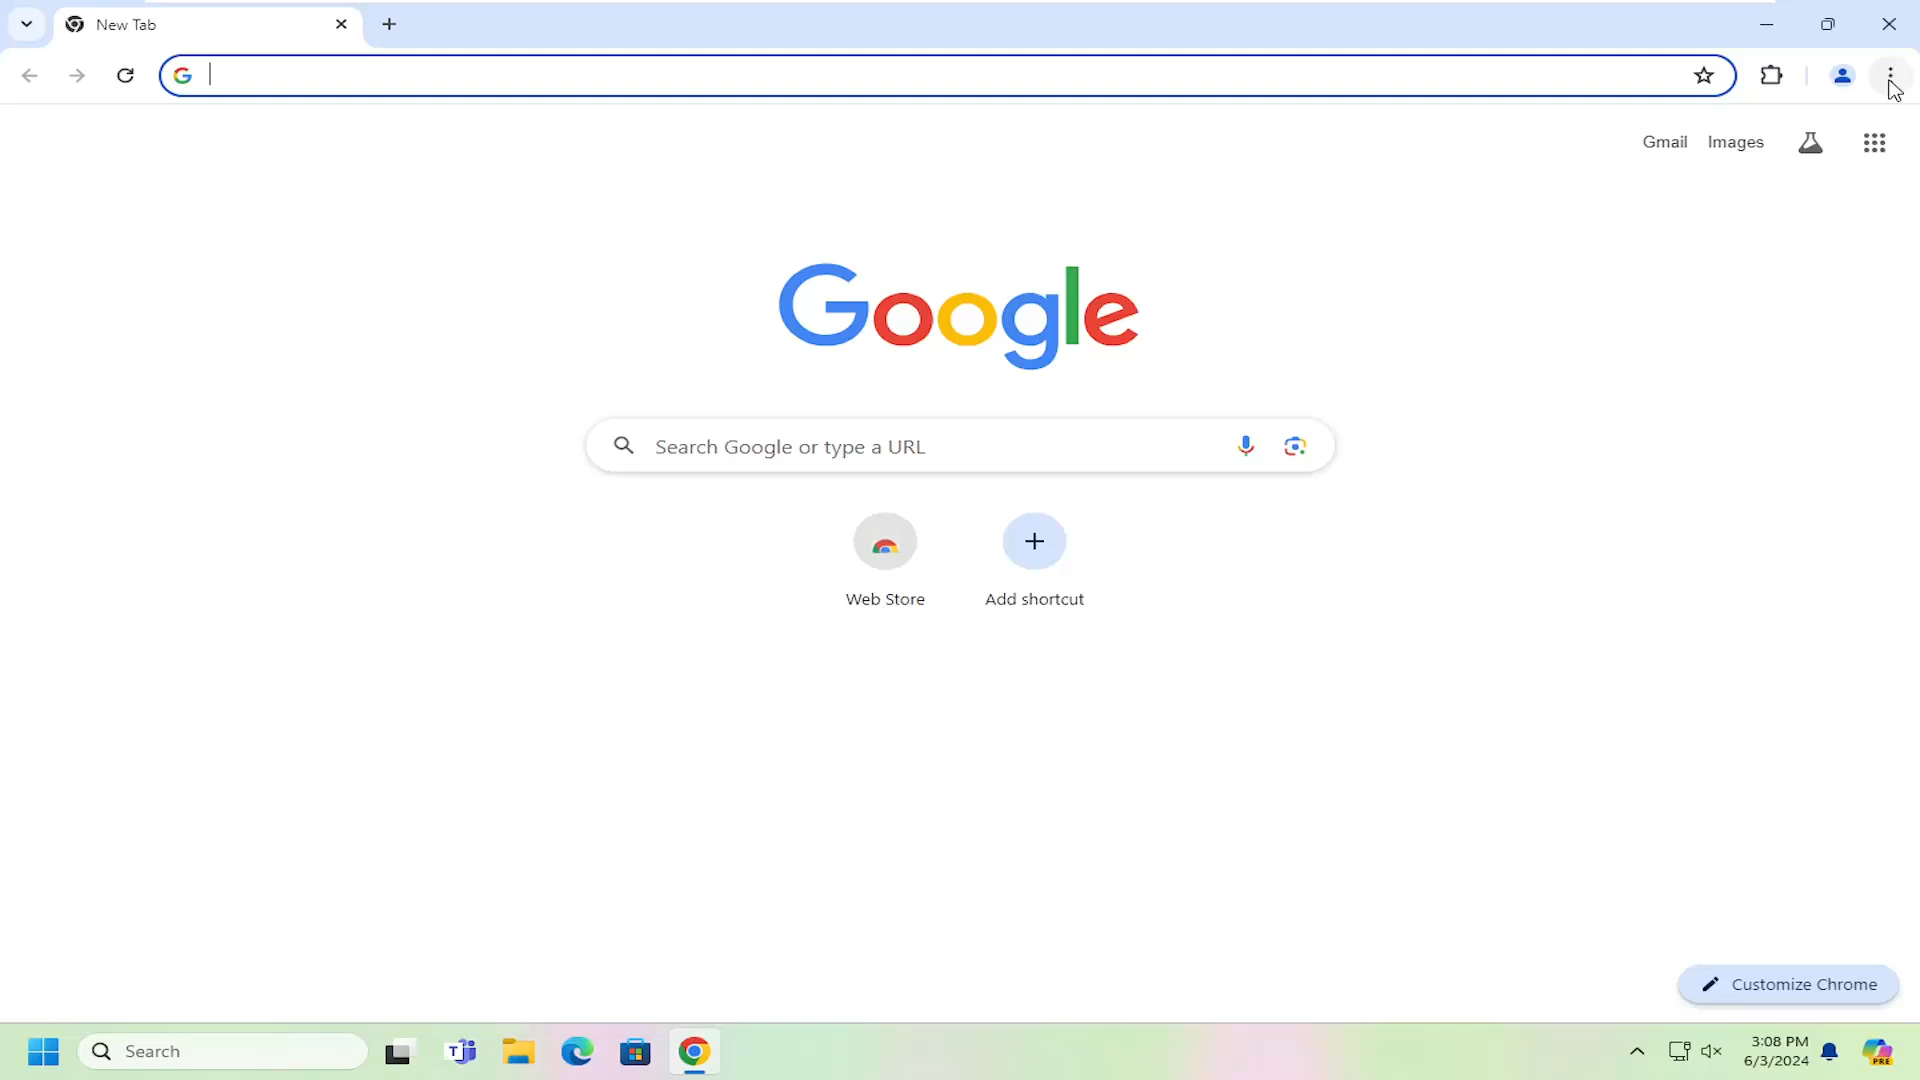 New Tab
Gmail Images
Google
Search Google or type a URL
Web Store Add shortcut
Customize Chrome
Search
3:08 PM
6/3/2024
PRE